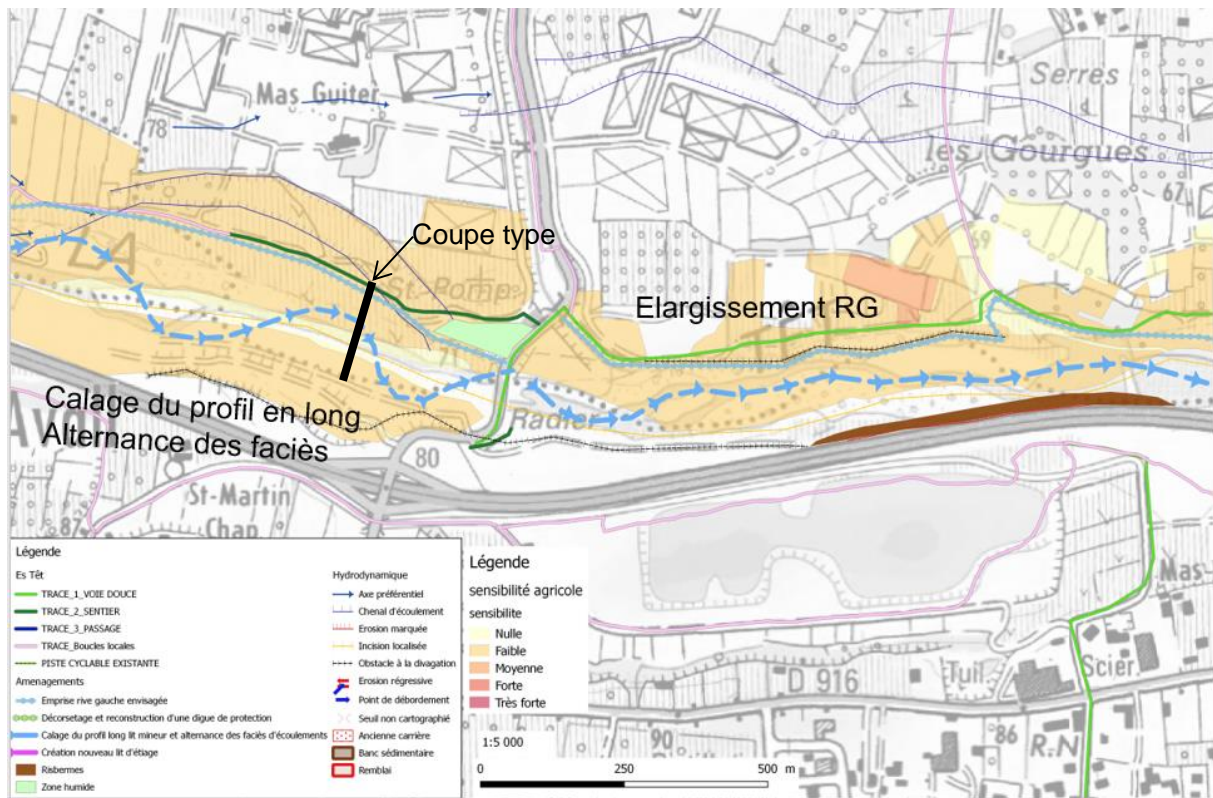 Mas Guiter
78
Serres
les Gourgues
67
69
Coupe type
LA
St-Pomp.
Elargissement RG
71
Calage du profil en long
Alternance des faciès
Radier
80
St-Martin
Chap.
87
Mas
Tuil.
Scier.
D 916
90
86
R.N
Légende
Es Têt
TRACE_1_VOIE DOUCE
TRACE_2_SENTIER
TRACE_3_PASSAGE
TRACE_Boucles locales
PISTE CYCLABLE EXISTANTE
Amenagements
Emprise rive gauche envisagée
Décorsetage et reconstruction d'une digue de protection
Calage du profil long lit mineur et alternance des faciès d'écoulements
Création nouveau lit d'étiage
Risbermes
Zone humide
Hydrodynamique
Axe préférentiel
Chenal d'écoulement
Erosion marquée
Incision localisée
Obstacle à la divagation
Erosion régressive
Point de débordement
Seuil non cartographié
Ancienne carrière
Banc sédimentaire
Remblai
Légende
sensibilité agricole
sensibilite
Nulle
Faible
Moyenne
Forte
Très forte
1:5 000
0 250 500 m